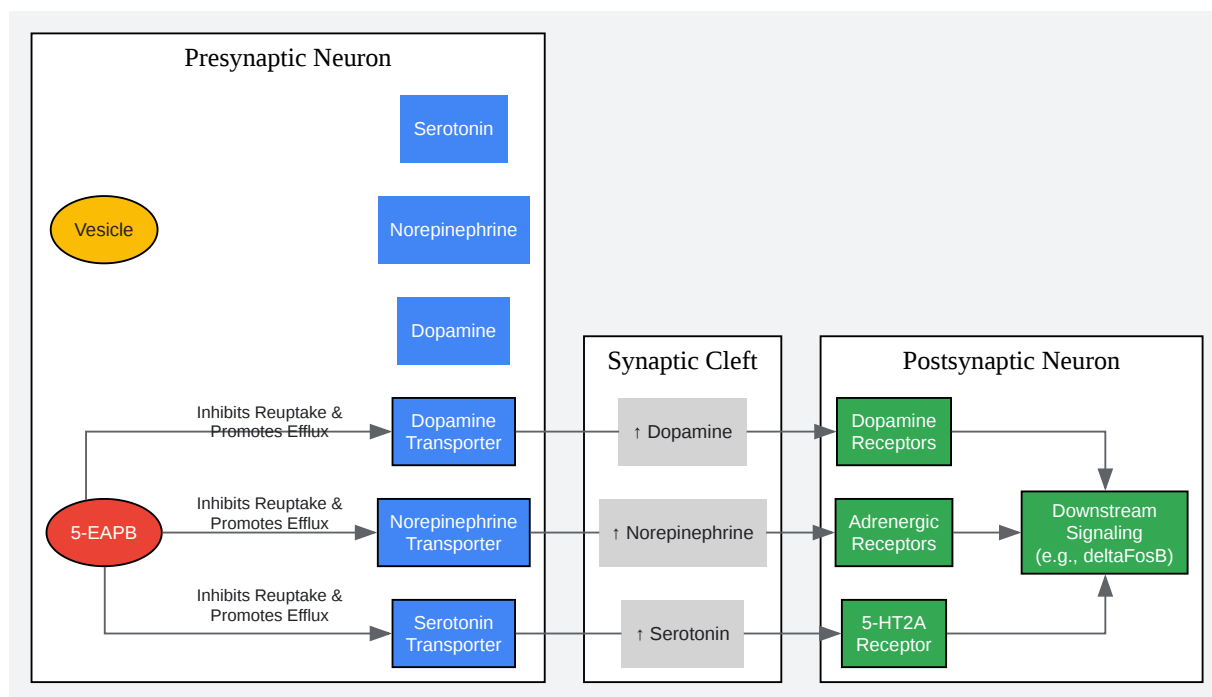 Presynaptic Neuron
Serotonin
Vesicle
Norepinephrine
Dopamine
Synaptic Cleft
Postsynaptic Neuron
Inhibits Reuptake &
Promotes Efflux
Dopamine
Transporter
↑ Dopamine
Dopamine
Receptors
5-EAPB
Inhibits Reuptake &
Promotes Efflux
Norepinephrine
Transporter
↑ Norepinephrine
Adrenergic
Receptors
Downstream
Signaling
(e.g., deltaFosB)
Inhibits Reuptake &
Promotes Efflux
Serotonin
Transporter
↑ Serotonin
5-HT2A
Receptor